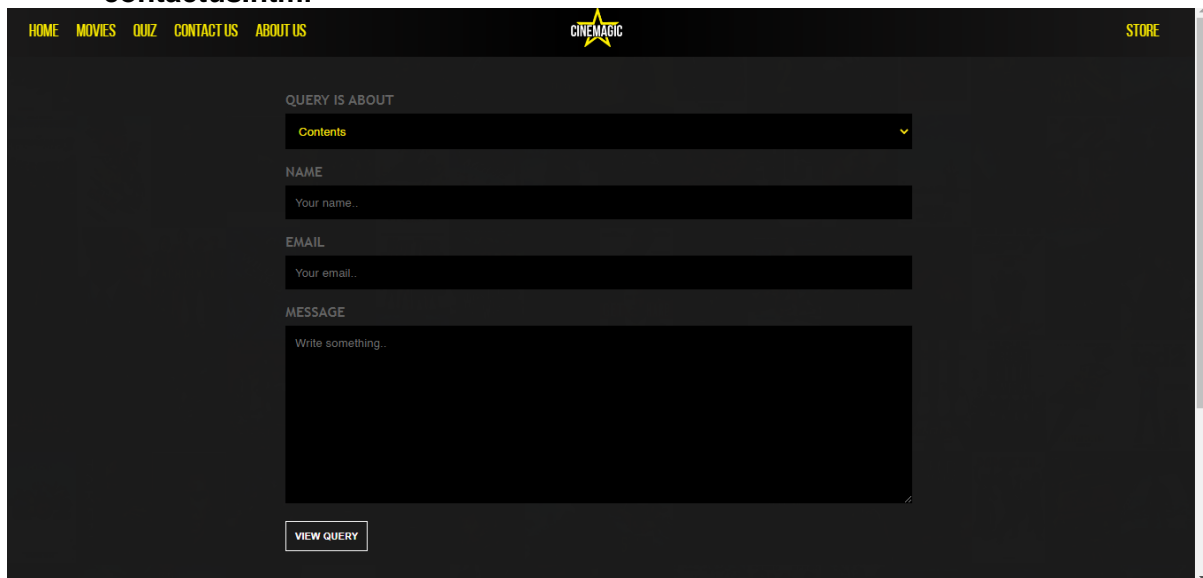 contactus.html
HOME MOVIES QUIZ CONTACT US ABOUT US CINEMAGIC STORE
QUERY IS ABOUT
Contents
NAME
Your name..
EMAIL
Your email..
MESSAGE
Write something..
VIEW QUERY